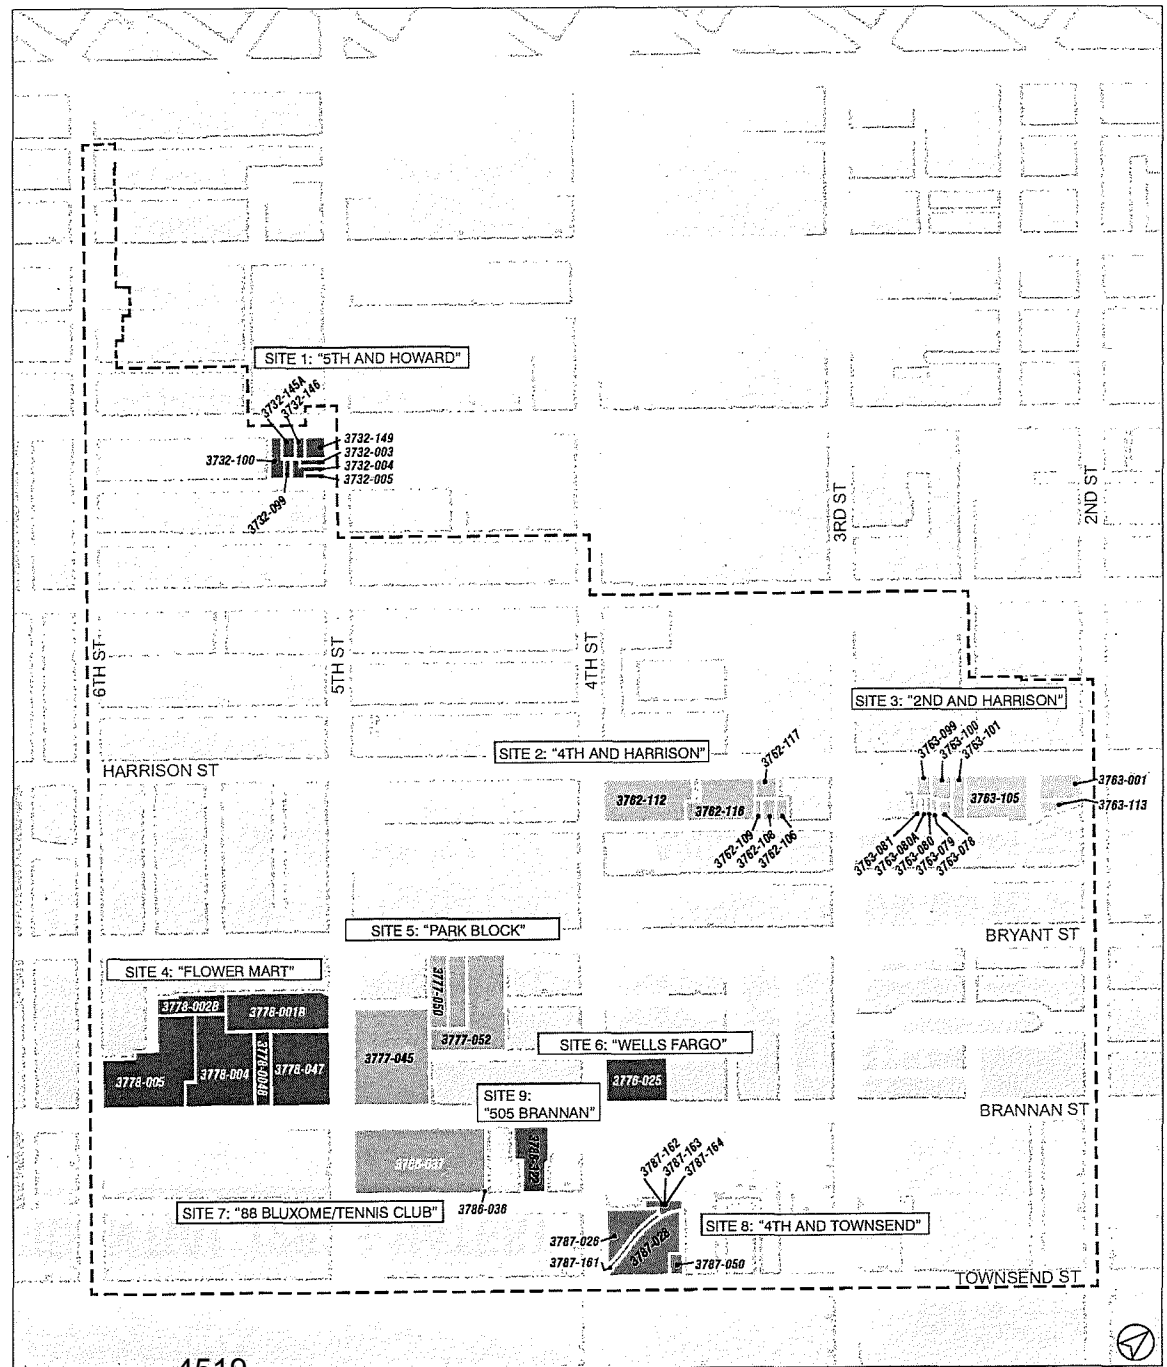 SITE 1: "5TH AND HOWARD"
3732-145A
3732-146
3732-149
3732-003
3732-100
3732-004
3732-005
3732-099
3RD ST
2ND ST
6TH ST
5TH ST
4TH ST
SITE 3: "2ND AND HARRISON"
SITE 2: "4TH AND HARRISON"
3762-117
3763-099
3763-100
3763-101
HARRISON ST
3763-001
3762-112
3762-116
3763-105
3763-113
3762-109
3762-108
3762-106
3763-081
3763-080A
3763-080
3763-079
3763-078
SITE 5: "PARK BLOCK"
BRYANT ST
SITE 4: "FLOWER MART"
3777-050
3778-002B
3778-001B
3777-052
SITE 6: "WELLS FARGO"
3777-045
3778-005
3778-004
3778-004B
3778-047
3776-025
SITE 9:
"505 BRANNAN"
BRANNAN ST
3787-162
3787-163
3787-164
SITE 7: "88 BLUXOME/TENNIS CLUB"
3786-036
SITE 8: "4TH AND TOWNSEND"
3787-026
3787-028
3787-161
3787-050
TOWNSEND ST